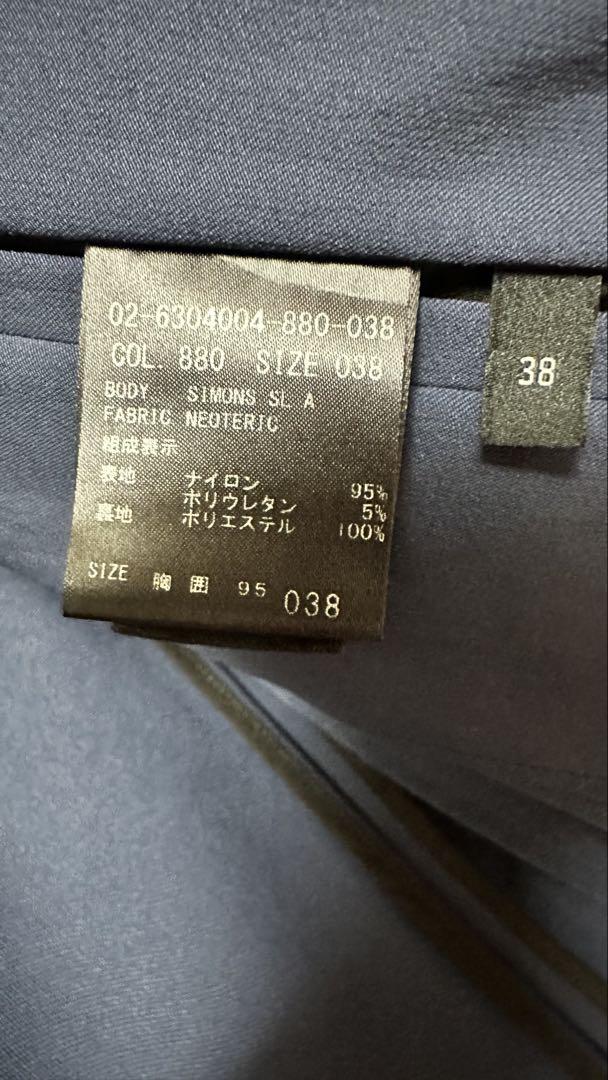 02-6304004-880-038
COL. 880 SIZE 038
BODY SIMONS SL A
FABRIC NEOTERIC
組成表示
表地 ナイロン 95%
ポリウレタン 5%
裏地 ポリエステル 100%
SIZE 胸囲 95 038
38